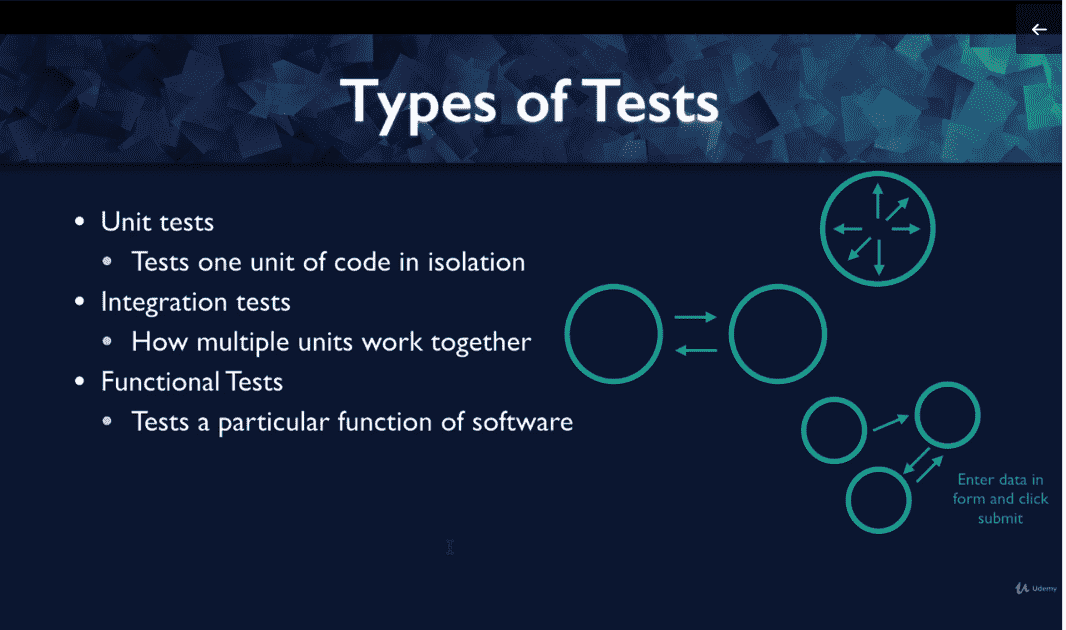 Types of Tests
Unit tests
Tests one unit of code in isolation
Integration tests
How multiple units work together
Functional Tests
Tests a particular function of software
Enter data in
form and click
submit
Udemy